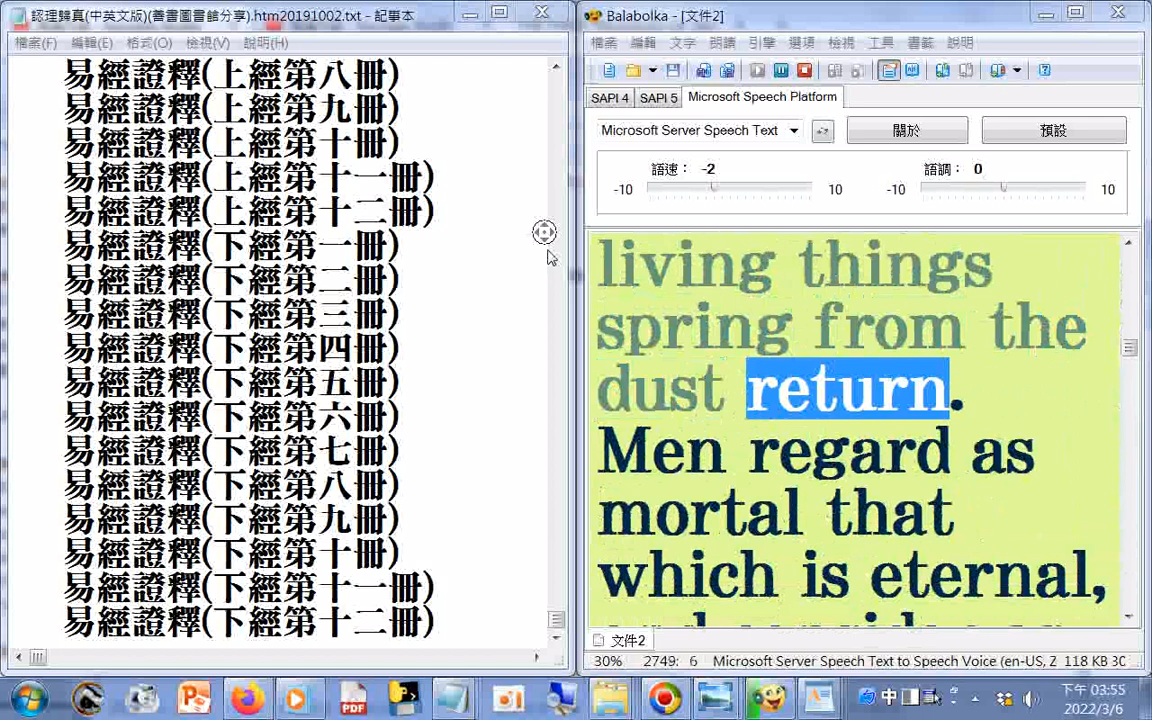 認理歸真(中英文版)(善書圖書館分享).htm20191002.txt - 記事本
檔案(F) 編輯(E) 格式(O) 檢視(V) 說明(H)
易經證釋(上經第八冊)
易經證釋(上經第九冊)
易經證釋(上經第十冊)
易經證釋(上經第十一冊)
易經證釋(上經第十二冊)
易經證釋(下經第一冊)
易經證釋(下經第二冊)
易經證釋(下經第三冊)
易經證釋(下經第四冊)
易經證釋(下經第五冊)
易經證釋(下經第六冊)
易經證釋(下經第七冊)
易經證釋(下經第八冊)
易經證釋(下經第九冊)
易經證釋(下經第十冊)
易經證釋(下經第十一冊)
易經證釋(下經第十二冊)
Balabolka - [文件2]
檔案 編輯 文字 朗讀 引擎 選項 檢視 工具 書籤 說明
SAPI 4 SAPI 5 Microsoft Speech Platform
Microsoft Server Speech Text 關於 預設
語速： -2 語調： 0
-10 10 -10 10
living things
spring from the
dust return.
Men regard as
mortal that
which is eternal,
文件2
30% 2749: 6 Microsoft Server Speech Text to Speech Voice (en-US, Z 118 KB
PDF 中 下午 03:55
2022/3/6